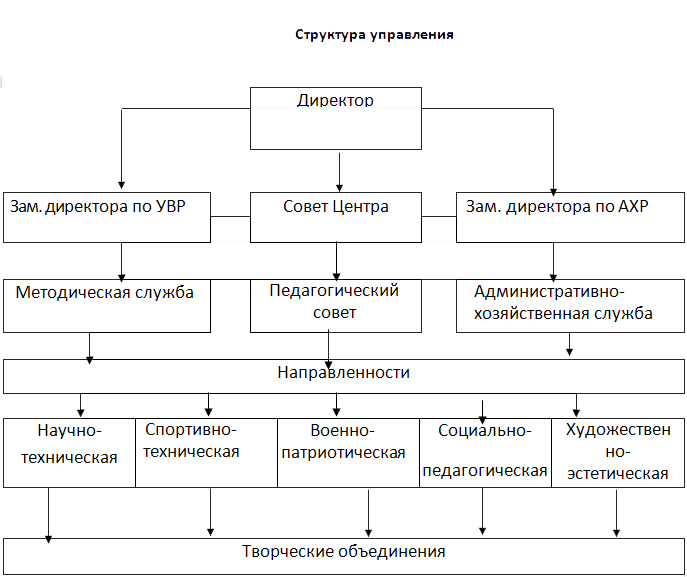 Структура управления
Директор
Зам. директора по УВР
Совет Центра
Зам. директора по АХР
Методическая служба
Педагогический
совет
Административно-
хозяйственная служба
Направленности
Научно-
техническая
Спортивно-
техническая
Военно-
патриотическая
Социально-
педагогическая
Художествен
но-
эстетическая
Творческие объединения